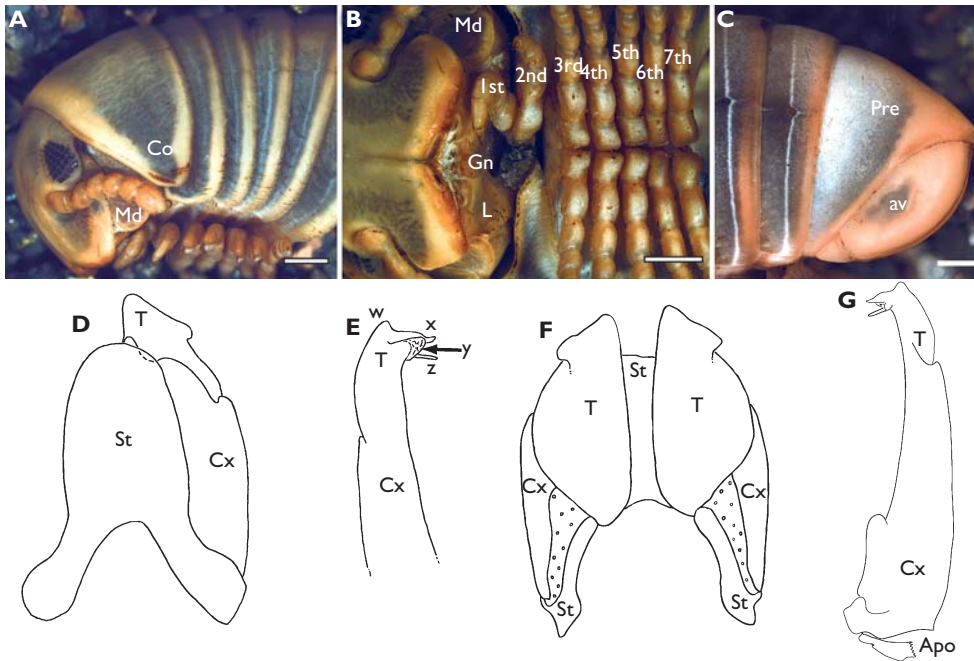 A
Co
Md
B
Md
1st
2nd
3rd
4th
5th
6th
7th
Gn
L
C
Pre
av
D
T
St
Cx
E
w
x
y
z
T
Cx
F
St
T
T
Cx
Cx
St
St
G
T
Cx
Apo